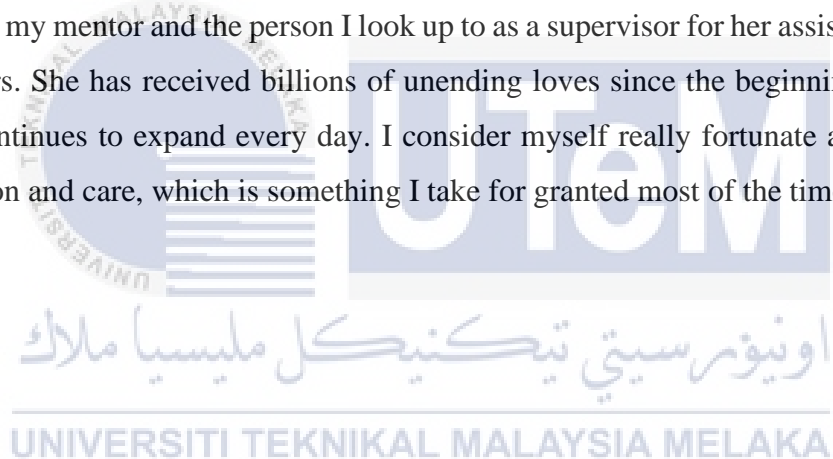 my mentor and the person I look up to as a supervisor for her assis
rs. She has received billions of unending loves since the beginnin
ntinues to expand every day. I consider myself really fortunate a
on and care, which is something I take for granted most of the tim
UTeM
اونيۏرسيتي تيكنيكل مليسيا ملاك
UNIVERSITI TEKNIKAL MALAYSIA MELAKA